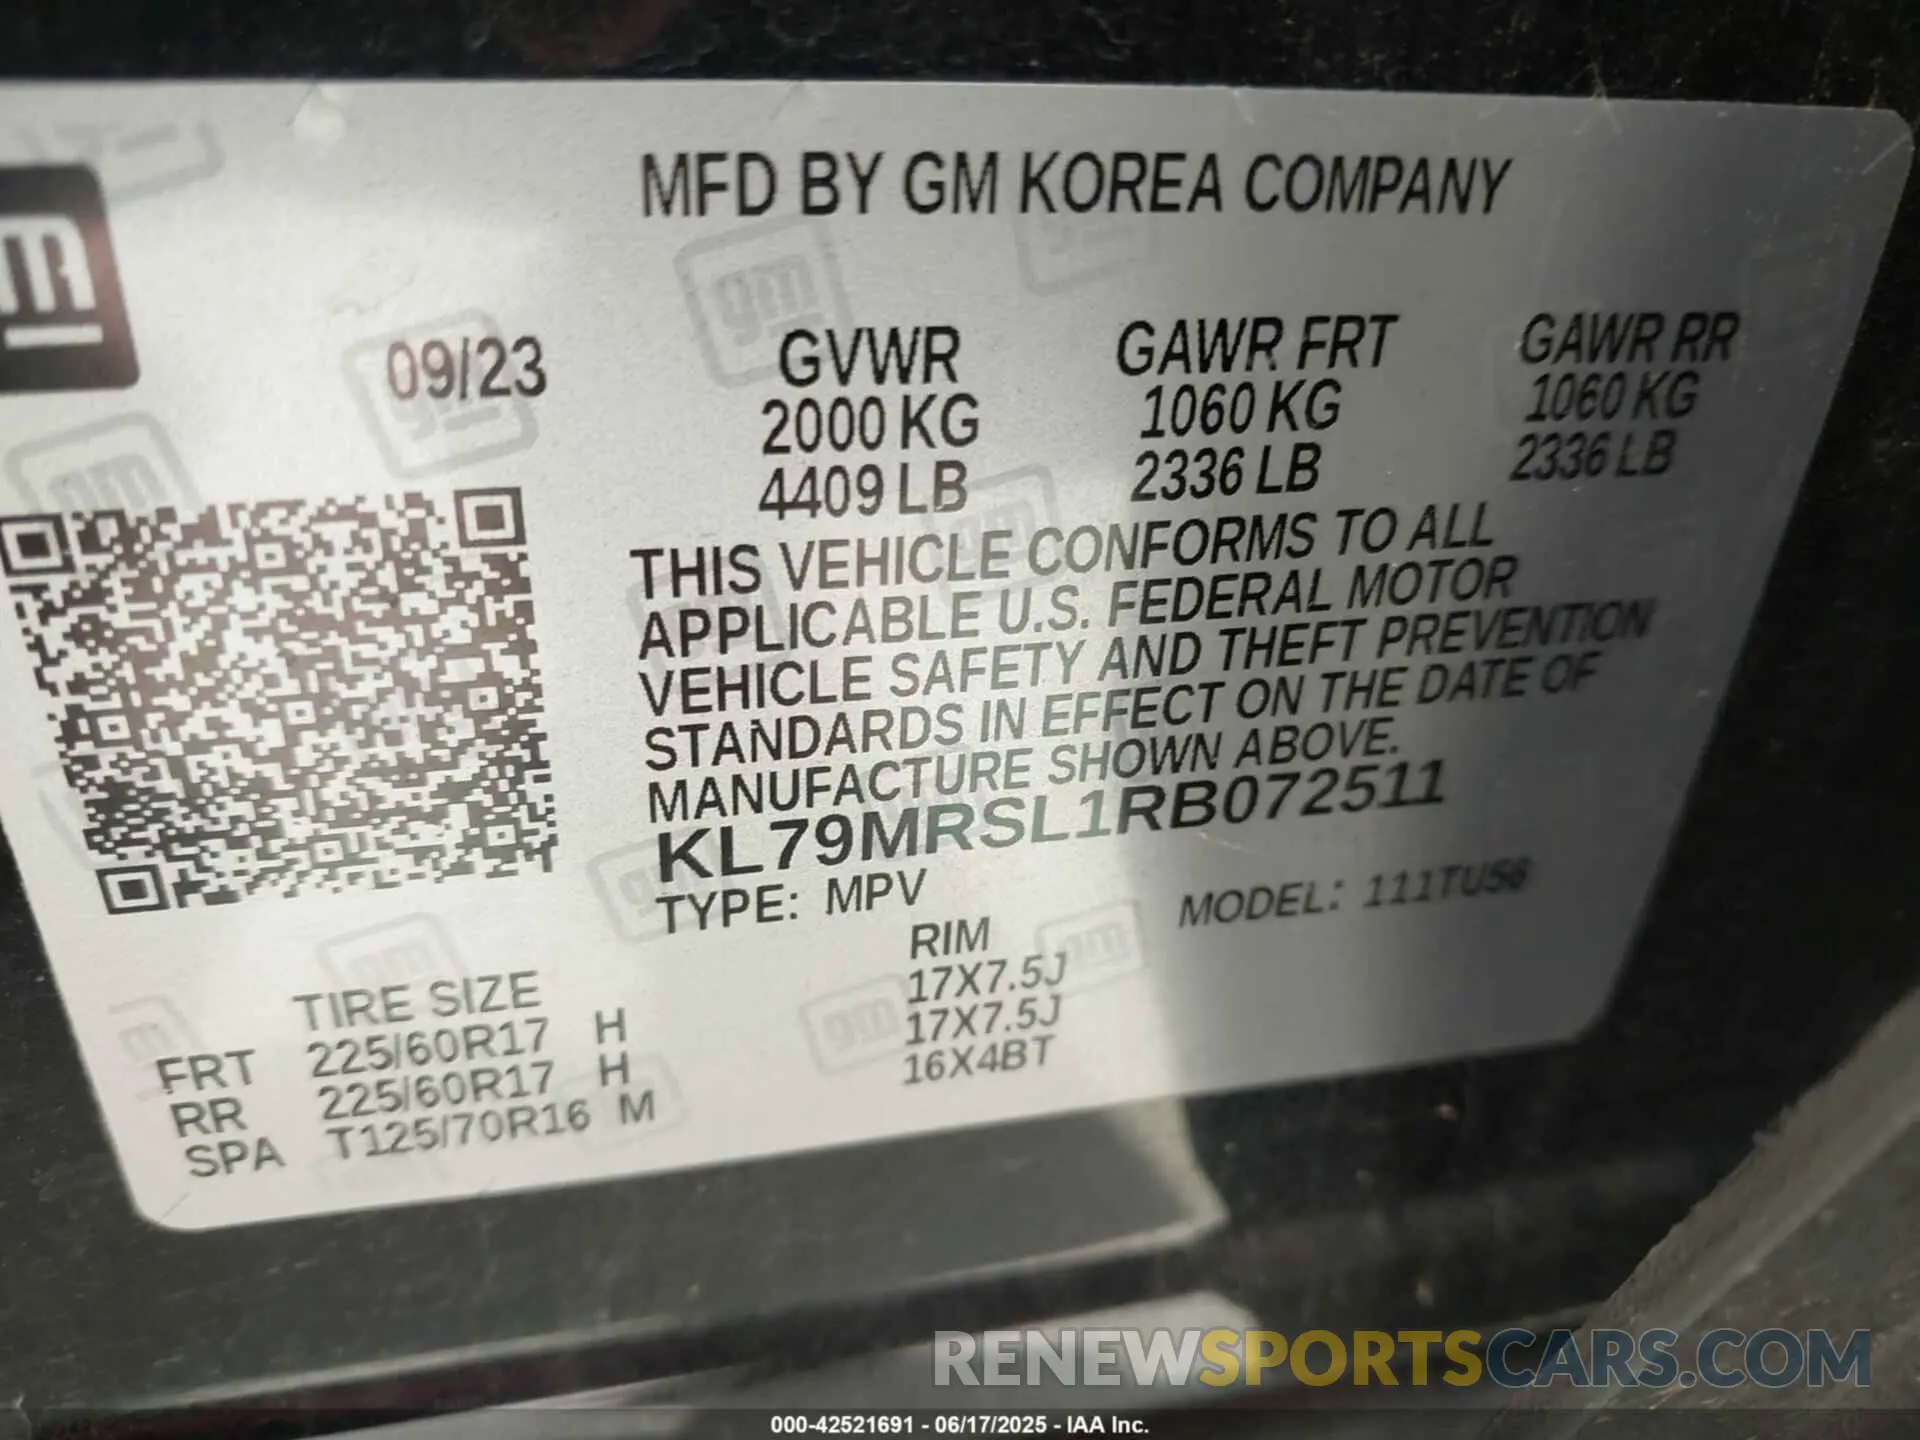 MFD BY GM KOREA COMPANY
gm
09/23
GVWR GAWR FRT GAWR RR
2000 KG 1060 KG 1060 KG
4409 LB 2336 LB 2336 LB
THIS VEHICLE CONFORMS TO ALL
APPLICABLE U.S. FEDERAL MOTOR
VEHICLE SAFETY AND THEFT PREVENTION
STANDARDS IN EFFECT ON THE DATE OF
MANUFACTURE SHOWN ABOVE.
KL79MRSL1RB072511
TYPE: MPV MODEL: 111TU56
TIRE SIZE RIM
FRT 225/60R17 H 17X7.5J
RR 225/60R17 H 17X7.5J
SPA T125/70R16 M 16X4BT
RENEWSPORTSCARS.COM
000-42521691 - 06/17/2025 - IAA Inc.